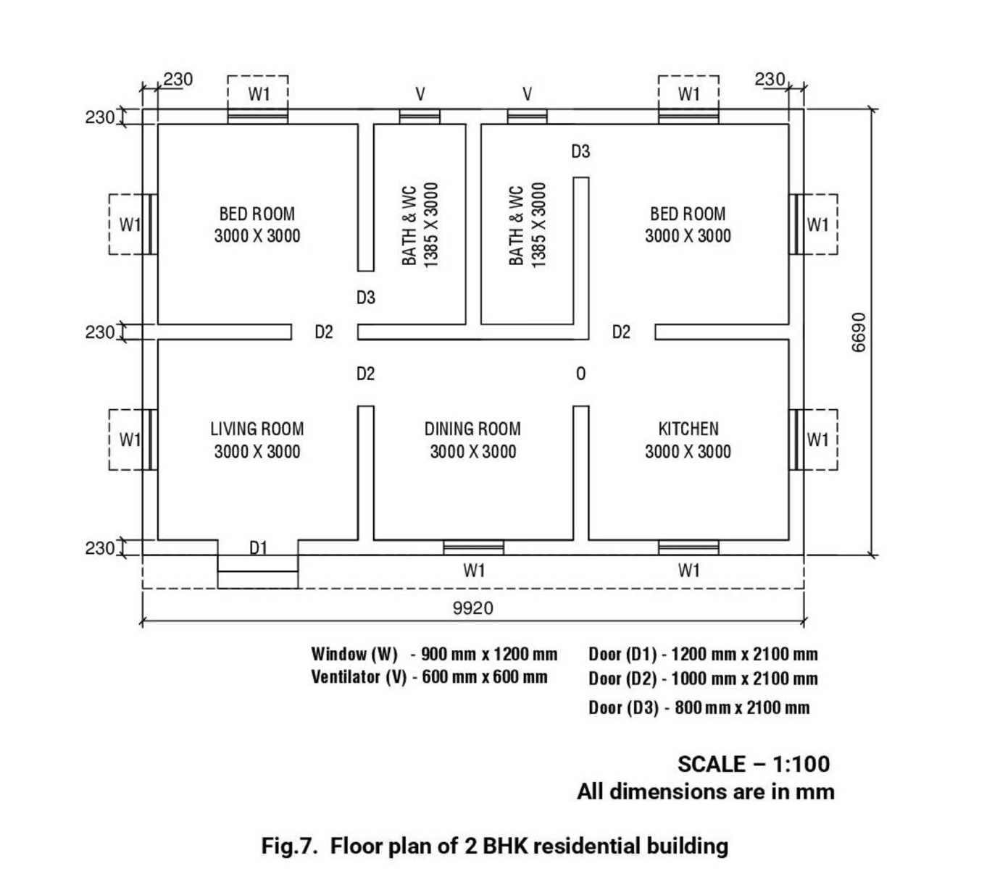 230
230
W1
V
V
W1
230
D3
BED ROOM
3000 X 3000
BATH & WC
1385 X 3000
BATH & WC
1385 X 3000
BED ROOM
3000 X 3000
W1
W1
D3
230
D2
D2
6690
D2
O
LIVING ROOM
3000 X 3000
DINING ROOM
3000 X 3000
KITCHEN
3000 X 3000
W1
W1
230
D1
W1
W1
9920
Window (W) - 900 mm x 1200 mm
Ventilator (V) - 600 mm x 600 mm
Door (D1) - 1200 mm x 2100 mm
Door (D2) - 1000 mm x 2100 mm
Door (D3) - 800 mm x 2100 mm
SCALE – 1:100
All dimensions are in mm
Fig.7. Floor plan of 2 BHK residential building